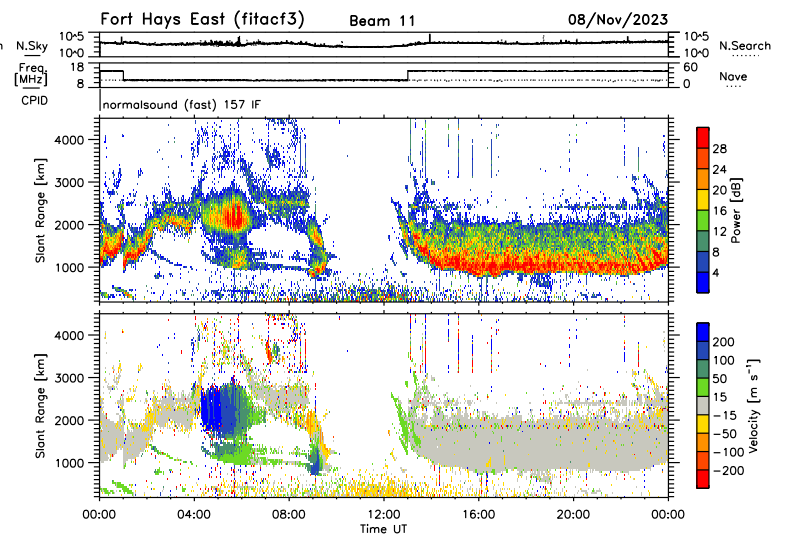 Fort Hays East (fitacf3) Beam 11 08/Nov/2023
n N.Sky 10^5 10^5 N.Search
10^0 10^0
Freq. 18 60 Nave
[MHz] 8 0
CPID normalsound (fast) 157 IF
Slant Range [km]
4000
3000
2000
1000
28
24
20
16
12
8
4
Power [dB]
Slant Range [km]
4000
3000
2000
1000
200
100
50
15
-15
-50
-100
-200
Velocity [m s⁻¹]
00:00 04:00 08:00 12:00 16:00 20:00 00:00
Time UT